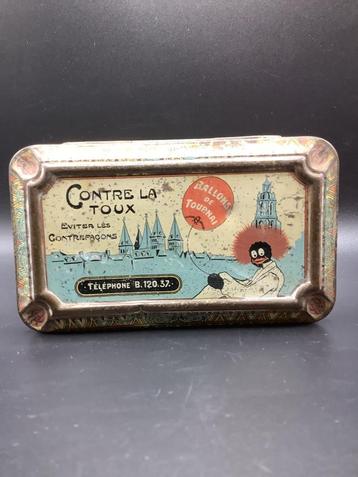 CONTRE LA
TOUX
EVITER LES
CONTREFAÇONS
BALLONS
DE
TOURNAI
TÉLÉPHONE B.120.37.